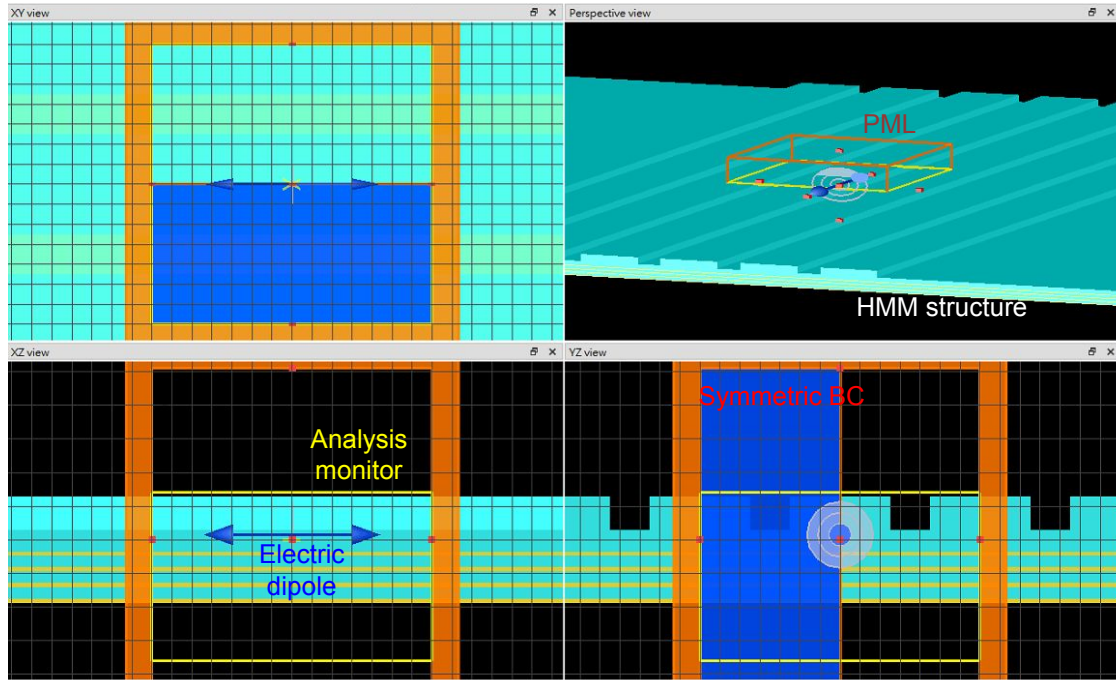 XY view
Perspective view
PML
HMM structure
XZ view
YZ view
Analysis
monitor
Electric
dipole
Symmetric BC